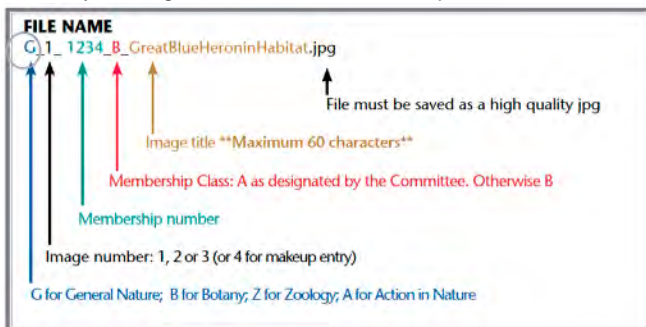 FILE NAME
G_1_ 1234_B_GreatBlueHeroninHabitat.jpg
File must be saved as a high quality jpg
Image title **Maximum 60 characters**
Membership Class: A as designated by the Committee. Otherwise B
Membership number
Image number: 1, 2 or 3 (or 4 for makeup entry)
G for General Nature; B for Botany; Z for Zoology; A for Action in Nature